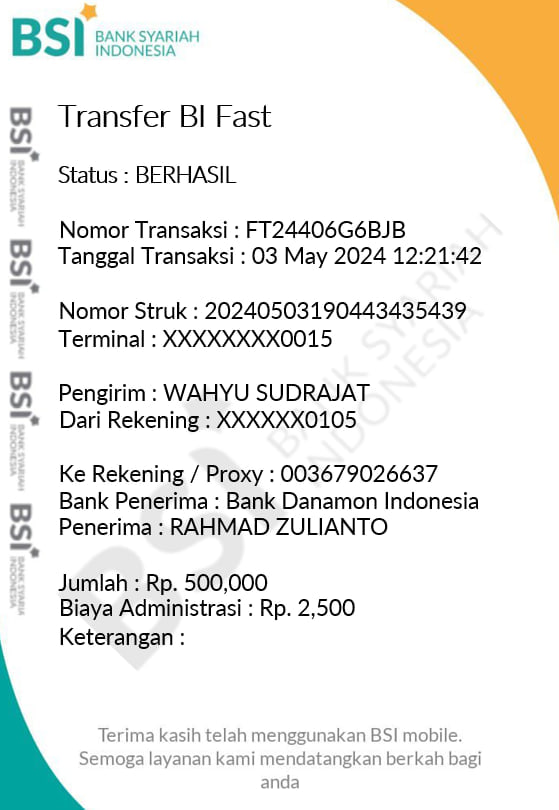 BSI BANK SYARIAH
INDONESIA
Transfer BI Fast
Status : BERHASIL
Nomor Transaksi : FT24406G6BJB
Tanggal Transaksi : 03 May 2024 12:21:42
Nomor Struk : 20240503190443435439
Terminal : XXXXXXXX0015
Pengirim : WAHYU SUDRAJAT
Dari Rekening : XXXXXX0105
Ke Rekening / Proxy : 003679026637
Bank Penerima : Bank Danamon Indonesia
Penerima : RAHMAD ZULIANTO
Jumlah : Rp. 500,000
Biaya Administrasi : Rp. 2,500
Keterangan :
Terima kasih telah menggunakan BSI mobile.
Semoga layanan kami mendatangkan berkah bagi
anda
BSI BANK SYARIAH
INDONESIA
BSI BANK SYARIAH
INDONESIA
BSI BANK SYARIAH
INDONESIA
BSI BANK SYARIA
INDONESIA
BSI BANK SYARIAH
INDONESIA